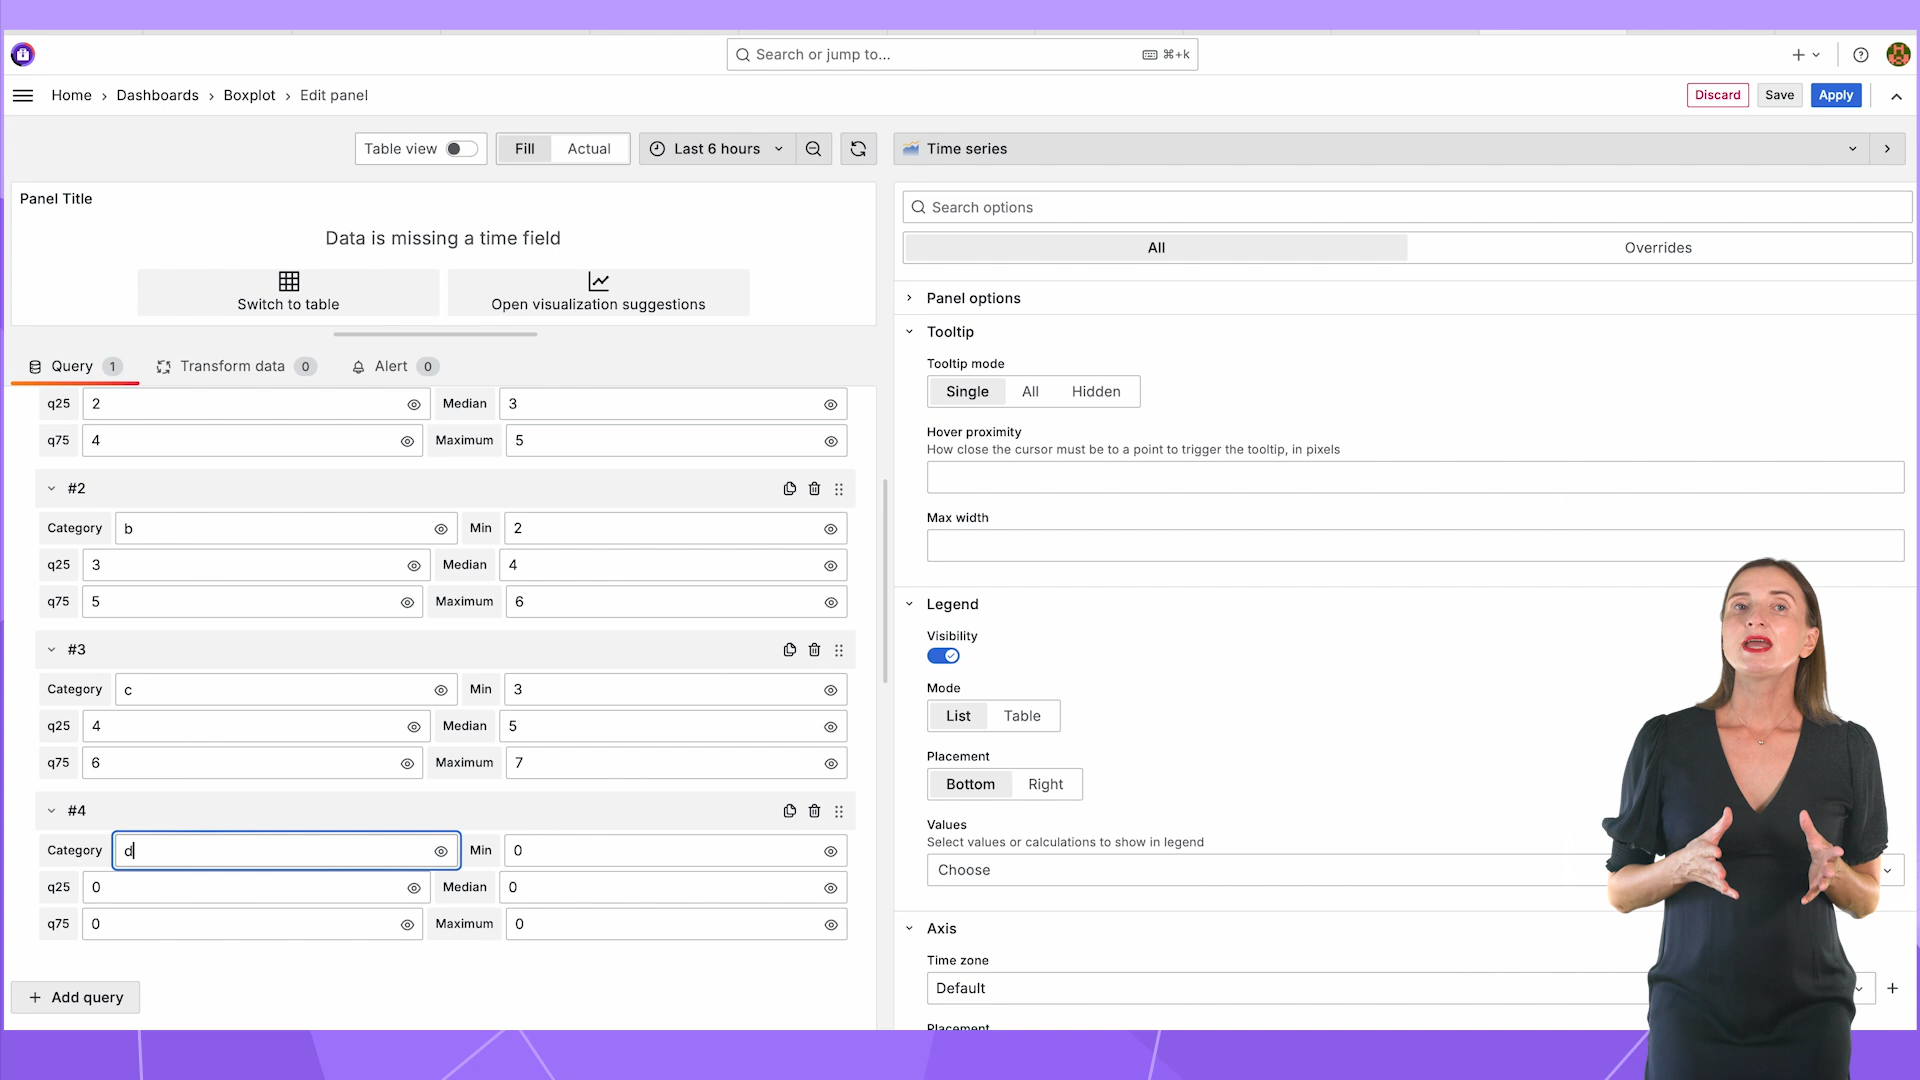 Search or jump to... ⌘+k
Home › Dashboards › Boxplot › Edit panel
Discard Save Apply
Table view Fill Actual Last 6 hours
Time series
Panel Title
Data is missing a time field
Switch to table
Open visualization suggestions
Query 1 Transform data 0 Alert 0
q25 2 Median 3
q75 4 Maximum 5
#2
Category b Min 2
q25 3 Median 4
q75 5 Maximum 6
#3
Category c Min 3
q25 4 Median 5
q75 6 Maximum 7
#4
Category d Min 0
q25 0 Median 0
q75 0 Maximum 0
+ Add query
Search options
All Overrides
Panel options
Tooltip
Tooltip mode
Single All Hidden
Hover proximity
How close the cursor must be to a point to trigger the tooltip, in pixels
Max width
Legend
Visibility
Mode
List Table
Placement
Bottom Right
Values
Select values or calculations to show in legend
Choose
Axis
Time zone
Default
Placement